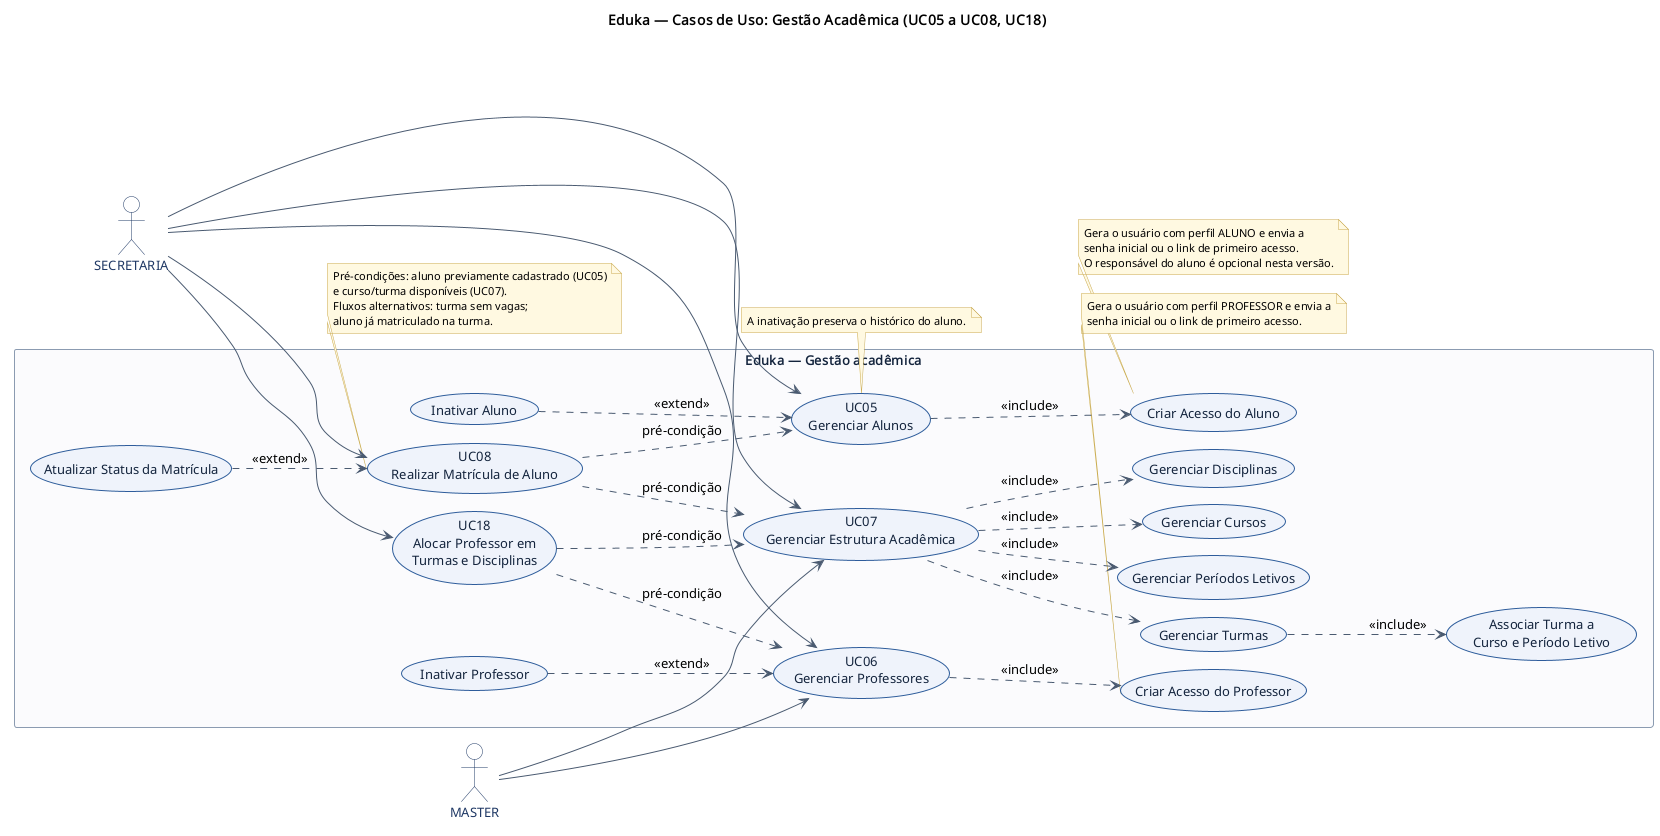 Eduka — Casos de Uso: Gestão Acadêmica (UC05 a UC08, UC18)
SECRETARIA
Gera o usuário com perfil ALUNO e envia a
senha inicial ou o link de primeiro acesso.
O responsável do aluno é opcional nesta versão.
Pré-condições: aluno previamente cadastrado (UC05)
e curso/turma disponíveis (UC07).
Fluxos alternativos: turma sem vagas;
aluno já matriculado na turma.
A inativação preserva o histórico do aluno.
Gera o usuário com perfil PROFESSOR e envia a
senha inicial ou o link de primeiro acesso.
Eduka — Gestão acadêmica
Inativar Aluno
«extend»
UC05
Gerenciar Alunos
«include»
Criar Acesso do Aluno
Atualizar Status da Matrícula
«extend»
UC08
Realizar Matrícula de Aluno
pré-condição
pré-condição
Gerenciar Disciplinas
«include»
UC18
Alocar Professor em
Turmas e Disciplinas
pré-condição
pré-condição
UC07
Gerenciar Estrutura Acadêmica
«include»
Gerenciar Cursos
«include»
Gerenciar Períodos Letivos
«include»
Gerenciar Turmas
«include»
Associar Turma a
Curso e Período Letivo
Inativar Professor
«extend»
UC06
Gerenciar Professores
«include»
Criar Acesso do Professor
MASTER